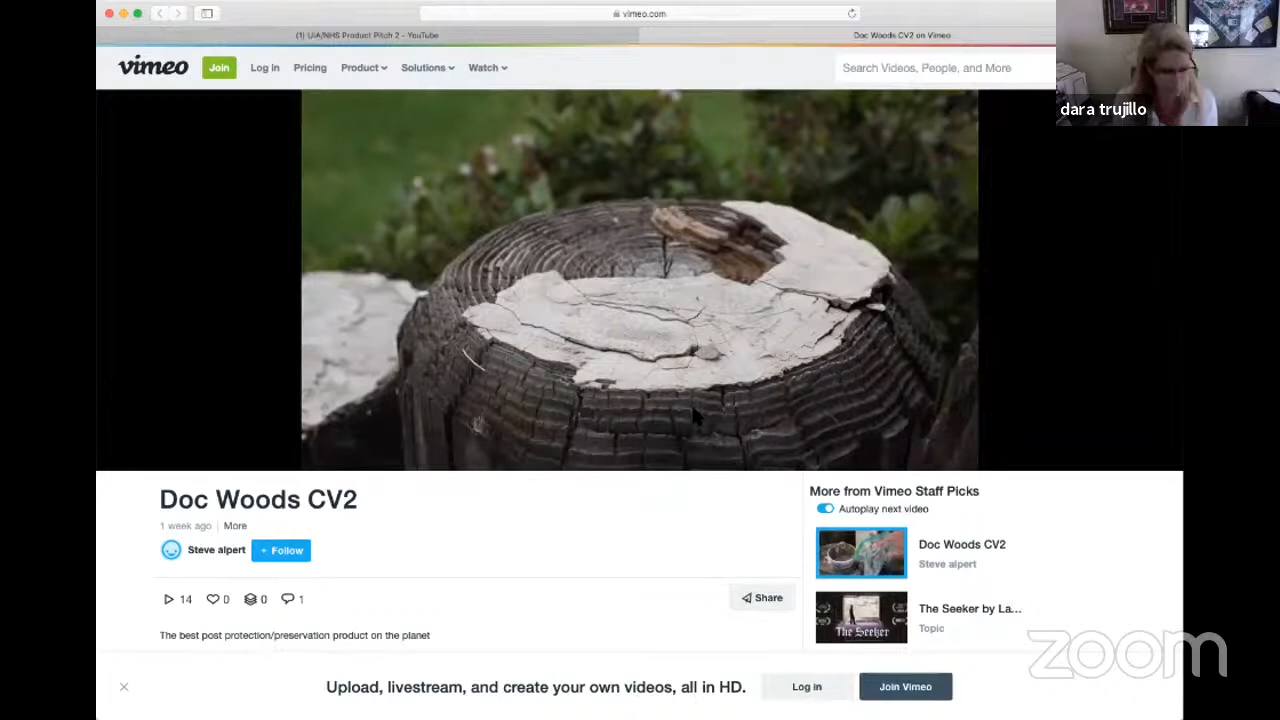 vimeo.com
(1) UIA/NHS Product Pitch 2 - YouTube
Doc Woods CV2 on Vimeo
vimeo
Join
Log in
Pricing
Product
Solutions
Watch
Search Videos, People, and More
dara trujillo
Doc Woods CV2
1 week ago
More
Steve alpert
+ Follow
14
0
0
1
Share
The best post protection/preservation product on the planet
More from Vimeo Staff Picks
Autoplay next video
Doc Woods CV2
Steve alpert
The Seeker
The Seeker by La...
Topic
Upload, livestream, and create your own videos, all in HD.
Log in
Join Vimeo
zoom